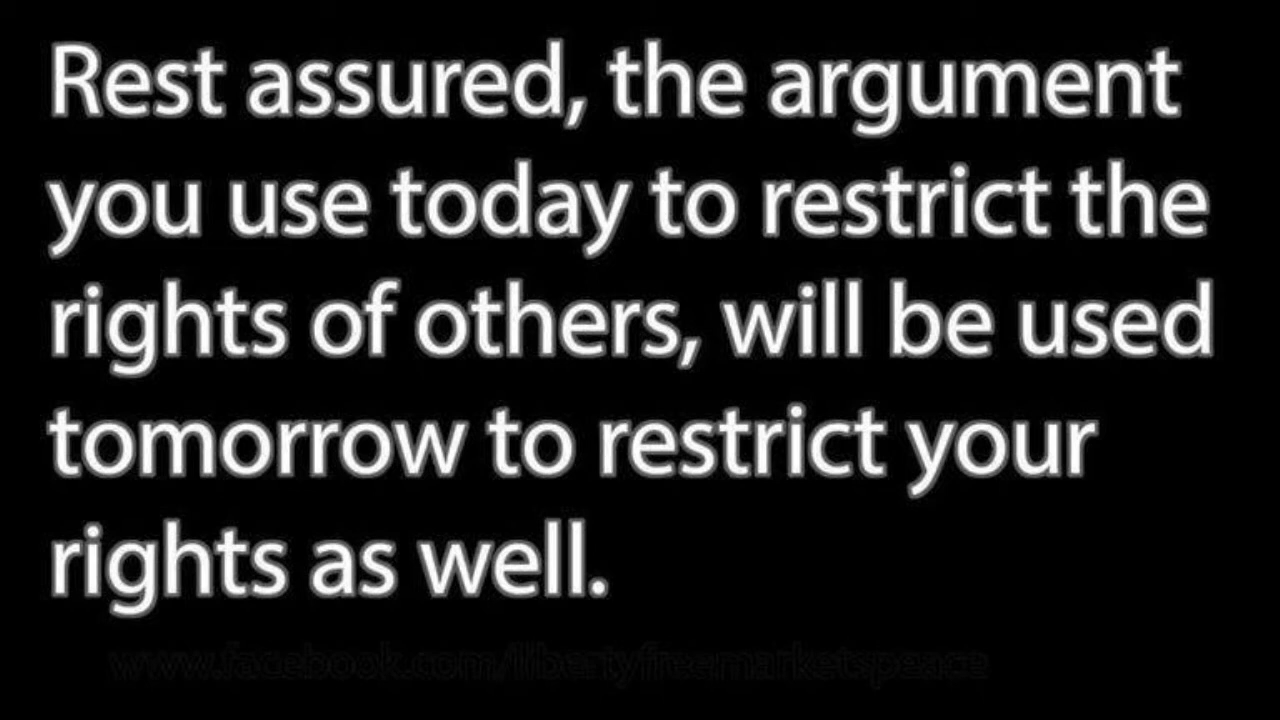 Rest assured, the argument
you use today to restrict the
rights of others, will be used
tomorrow to restrict your
rights as well.
www.facebook.com/libertyfreemarketspeace